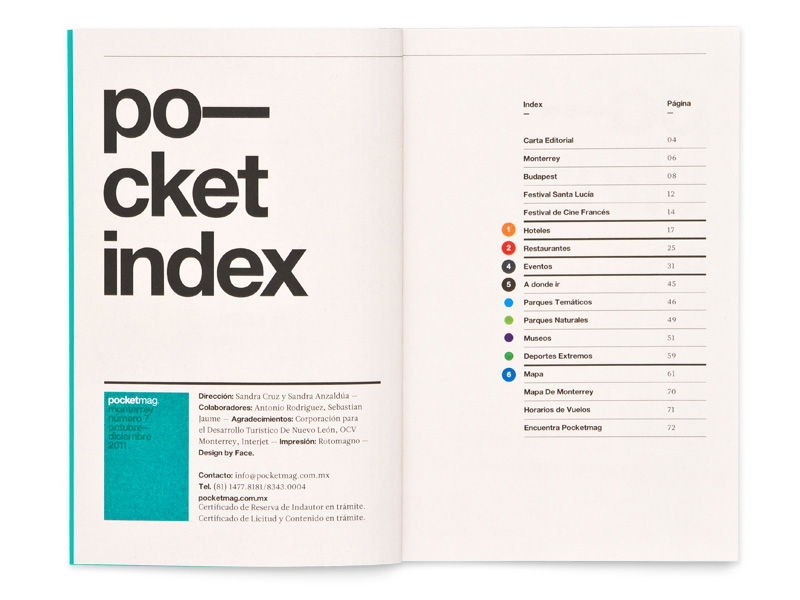 po—
cket
index
pocketmag.
monterrey
número 7
octubre—
diciembre
2011
Dirección: Sandra Cruz y Sandra Anzaldúa —
Colaboradores: Antonio Rodríguez, Sebastian
Jaume — Agradecimientos: Corporación para
el Desarrollo Turístico De Nuevo León, OCV
Monterrey, Interjet — Impresión: Rotomagno —
Design by Face.
Contacto: info@pocketmag.com.mx
Tel. (81) 1477.8181/8343.0004
pocketmag.com.mx
Certificado de Reserva de Indautor en trámite.
Certificado de Licitud y Contenido en trámite.
Index Página
— —
Carta Editorial 04
Monterrey 06
Budapest 08
Festival Santa Lucía 12
Festival de Cine Francés 14
1 Hoteles 17
2 Restaurantes 25
4 Eventos 31
5 A donde ir 45
Parques Temáticos 46
Parques Naturales 49
Museos 51
Deportes Extremos 59
6 Mapa 61
Mapa De Monterrey 70
Horarios de Vuelos 71
Encuentra Pocketmag 72